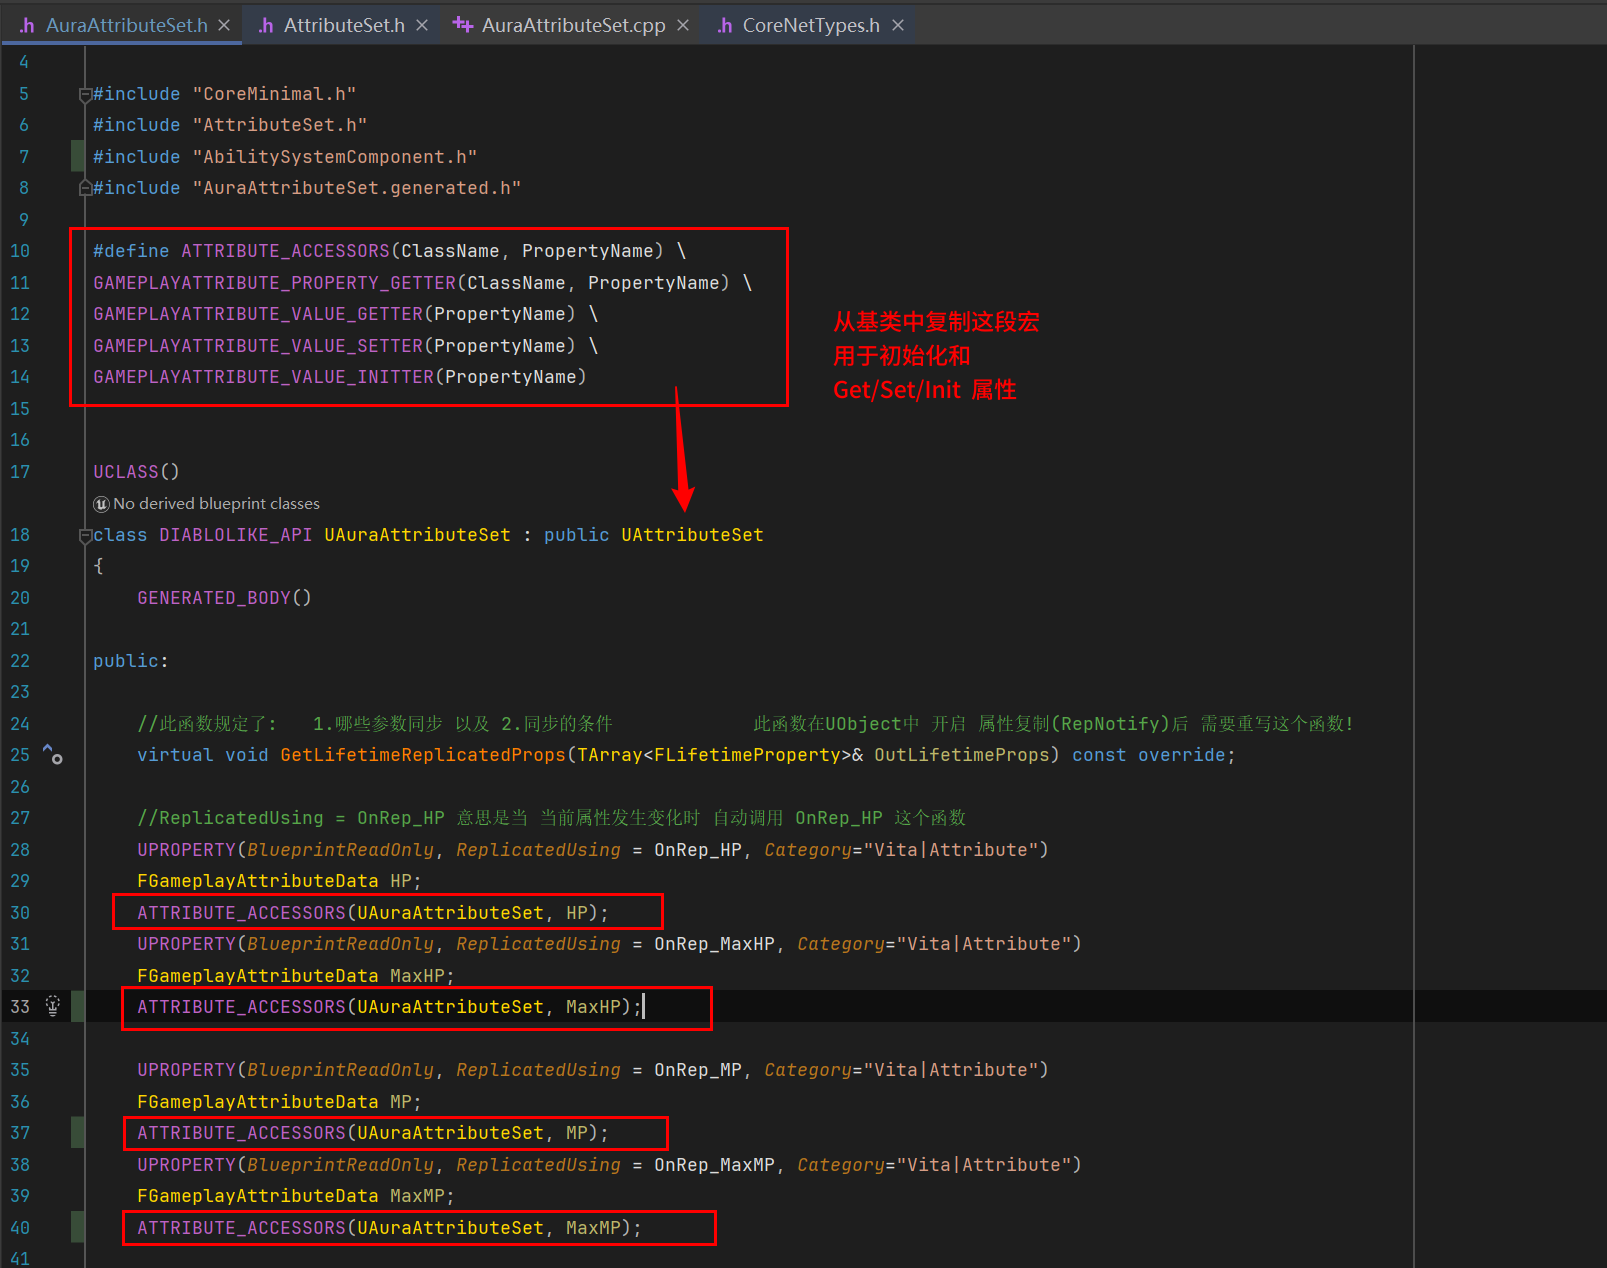 .h AuraAttributeSet.h × .h AttributeSet.h × AuraAttributeSet.cpp × .h CoreNetTypes.h ×
4
5 #include "CoreMinimal.h"
6 #include "AttributeSet.h"
7 #include "AbilitySystemComponent.h"
8 #include "AuraAttributeSet.generated.h"
9
10 #define ATTRIBUTE_ACCESSORS(ClassName, PropertyName) \
11 GAMEPLAYATTRIBUTE_PROPERTY_GETTER(ClassName, PropertyName) \
12 GAMEPLAYATTRIBUTE_VALUE_GETTER(PropertyName) \
13 GAMEPLAYATTRIBUTE_VALUE_SETTER(PropertyName) \
14 GAMEPLAYATTRIBUTE_VALUE_INITTER(PropertyName)
从基类中复制这段宏
用于初始化和
Get/Set/Init 属性
15
16
17 UCLASS()
No derived blueprint classes
18 class DIABLOLIKE_API UAuraAttributeSet : public UAttributeSet
19 {
20 GENERATED_BODY()
21
22 public:
23
24 //此函数规定了: 1.哪些参数同步 以及 2.同步的条件 此函数在UObject中 开启 属性复制(RepNotify)后 需要重写这个函数!
25 virtual void GetLifetimeReplicatedProps(TArray<FLifetimeProperty>& OutLifetimeProps) const override;
26
27 //ReplicatedUsing = OnRep_HP 意思是当 当前属性发生变化时 自动调用 OnRep_HP 这个函数
28 UPROPERTY(BlueprintReadOnly, ReplicatedUsing = OnRep_HP, Category="Vita|Attribute")
29 FGameplayAttributeData HP;
30 ATTRIBUTE_ACCESSORS(UAuraAttributeSet, HP);
31 UPROPERTY(BlueprintReadOnly, ReplicatedUsing = OnRep_MaxHP, Category="Vita|Attribute")
32 FGameplayAttributeData MaxHP;
33 ATTRIBUTE_ACCESSORS(UAuraAttributeSet, MaxHP);
34
35 UPROPERTY(BlueprintReadOnly, ReplicatedUsing = OnRep_MP, Category="Vita|Attribute")
36 FGameplayAttributeData MP;
37 ATTRIBUTE_ACCESSORS(UAuraAttributeSet, MP);
38 UPROPERTY(BlueprintReadOnly, ReplicatedUsing = OnRep_MaxMP, Category="Vita|Attribute")
39 FGameplayAttributeData MaxMP;
40 ATTRIBUTE_ACCESSORS(UAuraAttributeSet, MaxMP);
41